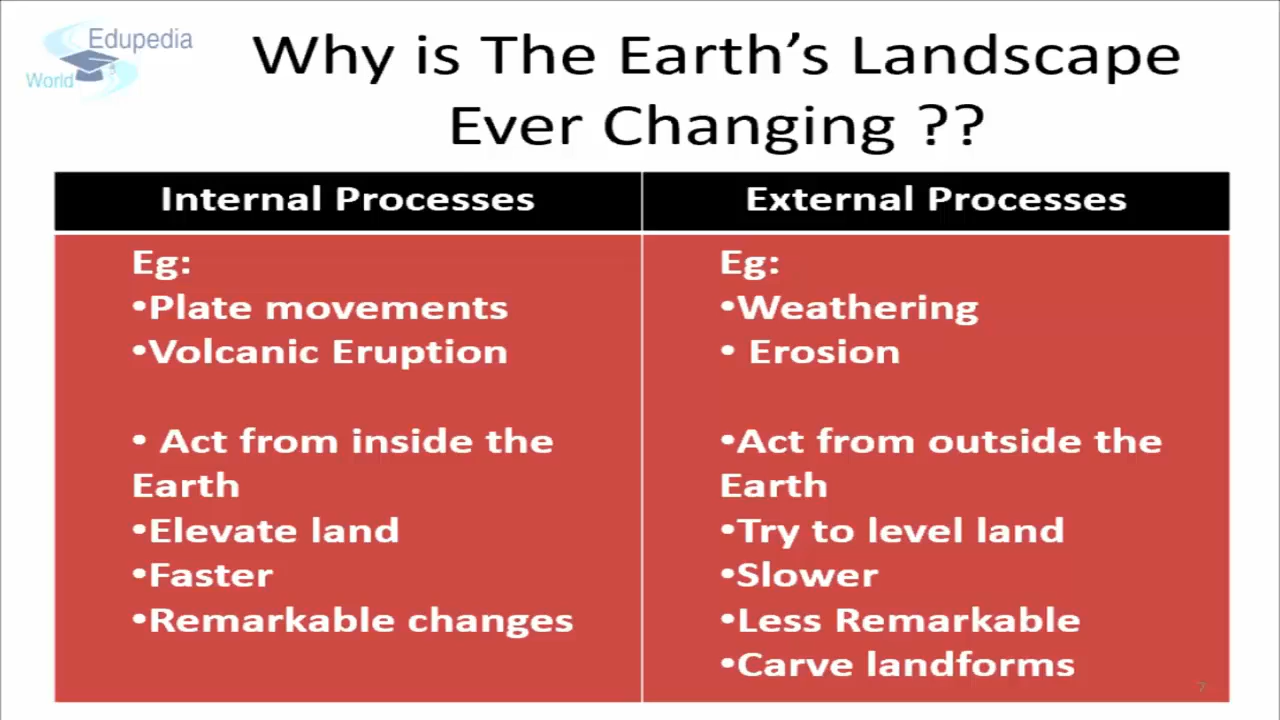 Edupedia
World
Why is The Earth’s Landscape
Ever Changing ??
Internal Processes
External Processes
Eg:
•Plate movements
•Volcanic Eruption
• Act from inside the
Earth
•Elevate land
•Faster
•Remarkable changes
Eg:
•Weathering
• Erosion
•Act from outside the
Earth
•Try to level land
•Slower
•Less Remarkable
•Carve landforms
7